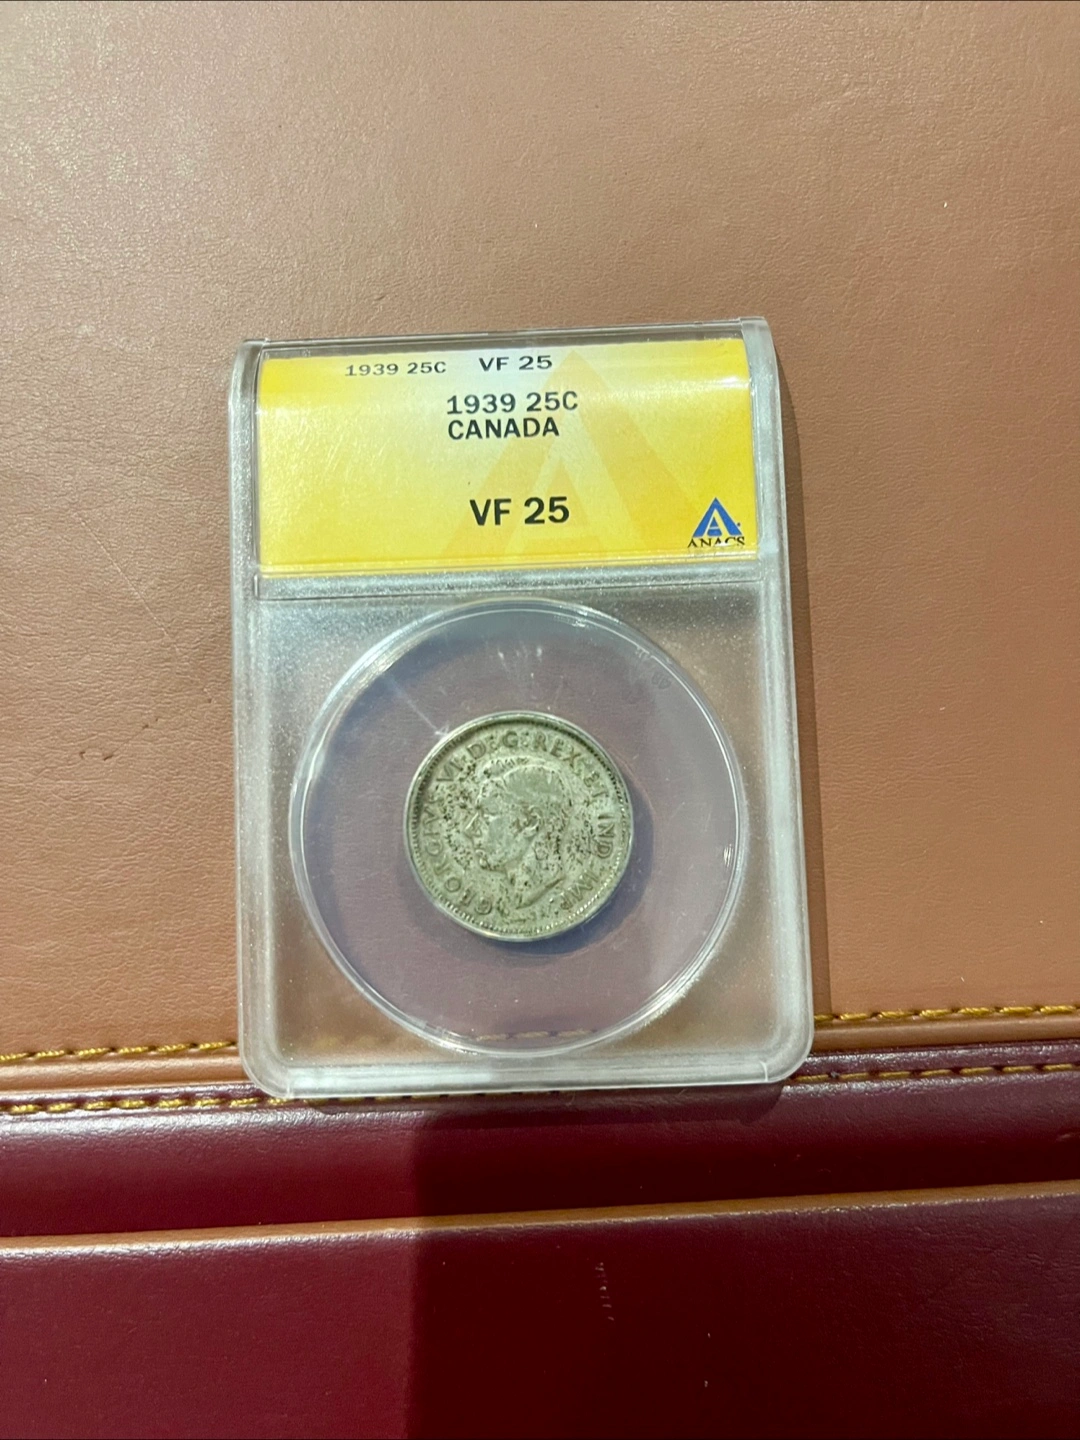 1939 25C VF 25
1939 25C
CANADA
VF 25
ANACS
GEORGIVS VI D:G:REX ET IND:IMP: